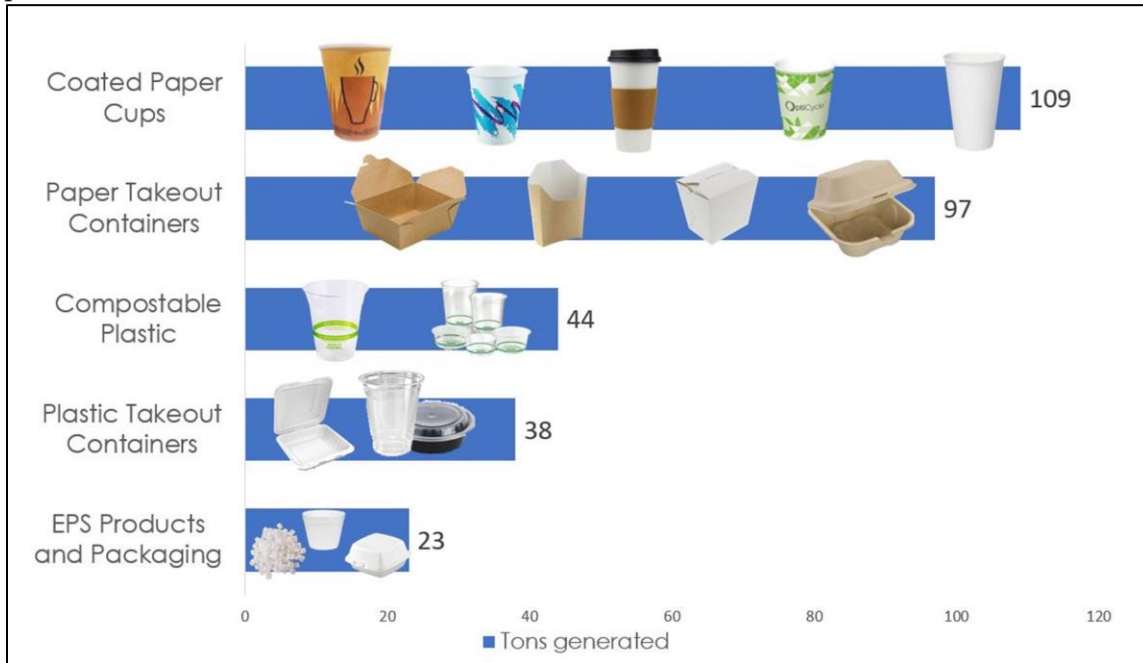 Coated Paper
Cups
109
OptiCycle
Paper Takeout
Containers
97
Compostable
Plastic
44
Plastic Takeout
Containers
38
EPS Products
and Packaging
23
0 20 40 60 80 100 120
Tons generated